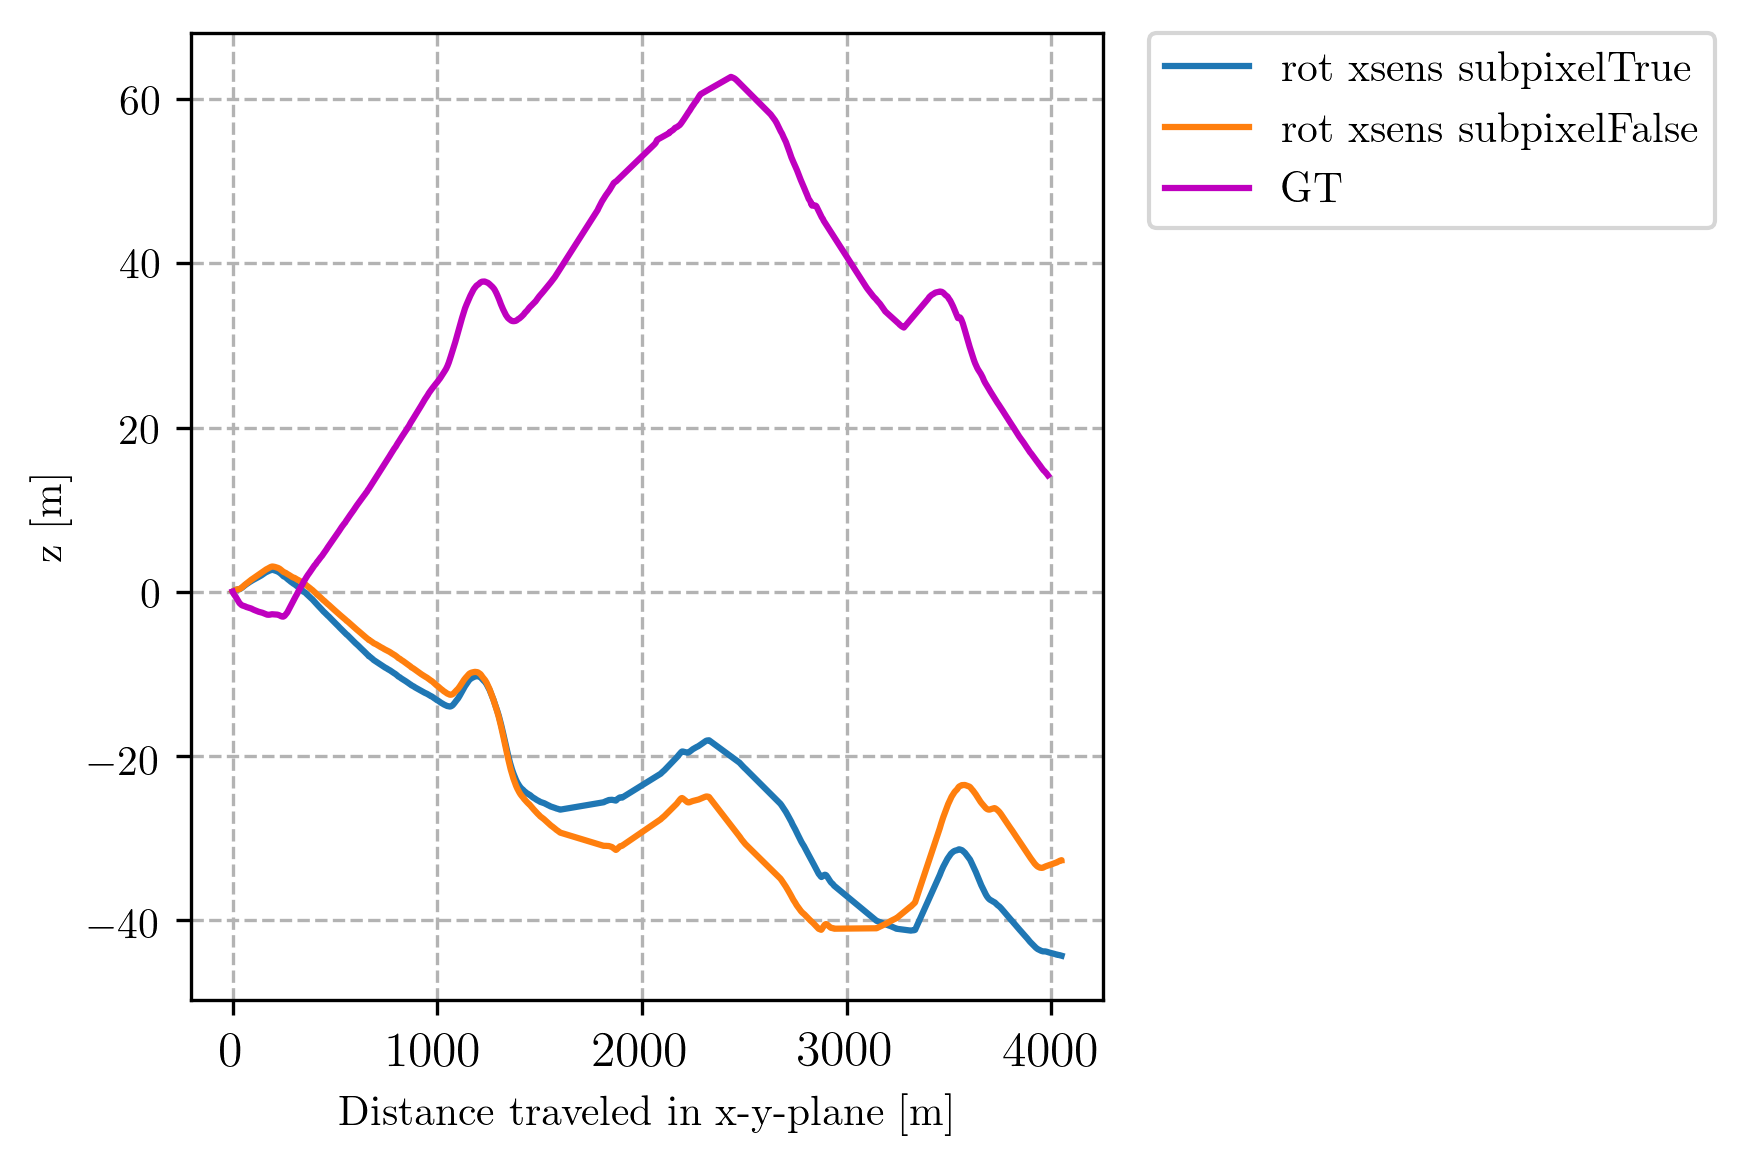 60
40
20
0
−20
−40
z [m]
0 1000 2000 3000 4000
Distance traveled in x-y-plane [m]
rot xsens subpixelTrue
rot xsens subpixelFalse
GT